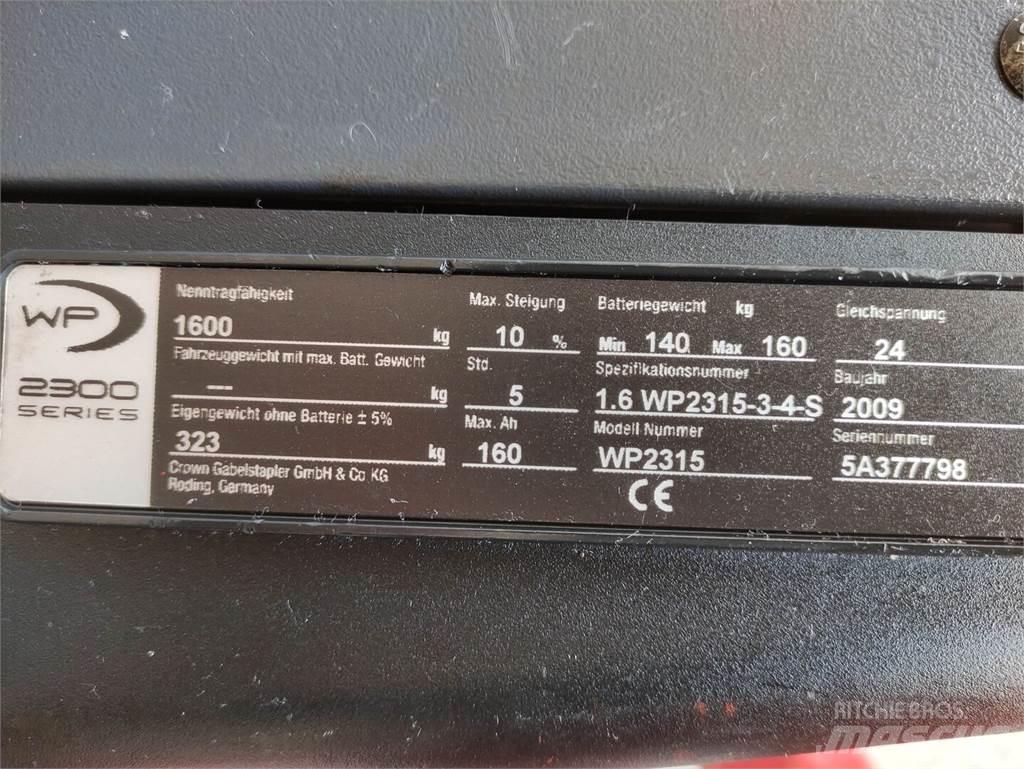 WP
2300
SERIES
Nenntragfähigkeit
1600 kg
Fahrzeuggewicht mit max. Batt. Gewicht
--- kg
Eigengewicht ohne Batterie ± 5%
323 kg
Crown Gabelstapler GmbH & Co KG
Roding, Germany
Max. Steigung
10 %
Std.
5
Max. Ah
160
Batteriegewicht kg
Min 140 Max 160
Spezifikationsnummer
1.6 WP2315-3-4-S
Modell Nummer
WP2315
CE
Gleichspannung
24
Baujahr
2009
Seriennummer
5A377798
RITCHIE BROS.
mascus